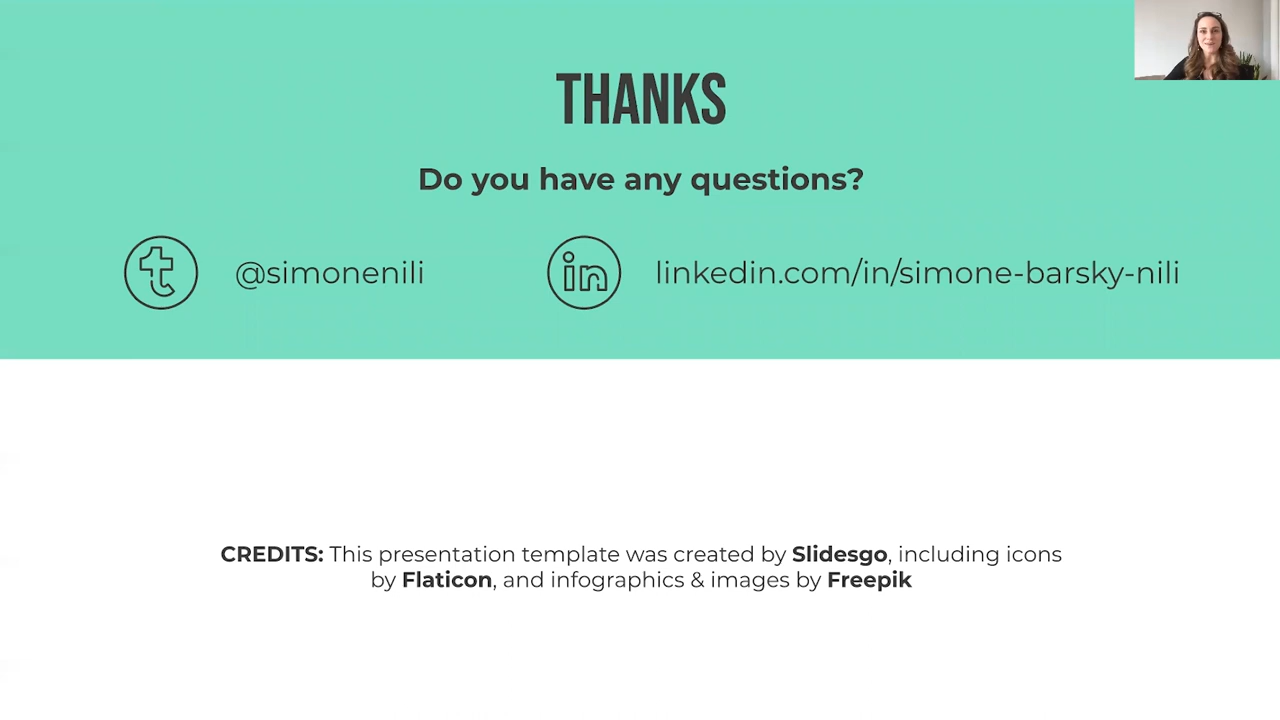 THANKS
Do you have any questions?
@simonenili
linkedin.com/in/simone-barsky-nili
CREDITS: This presentation template was created by Slidesgo, including icons
by Flaticon, and infographics & images by Freepik